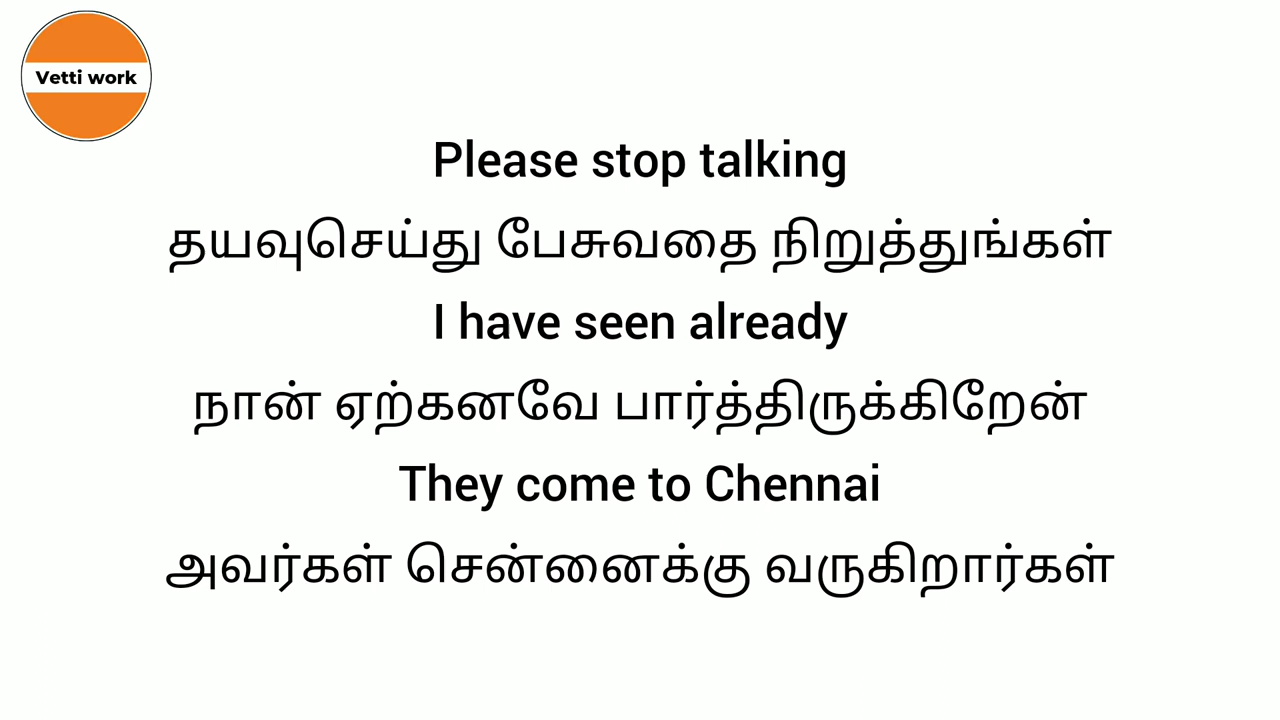 Vetti work
Please stop talking
தயவுசெய்து பேசுவதை நிறுத்துங்கள்
I have seen already
நான் ஏற்கனவே பார்த்திருக்கிறேன்
They come to Chennai
அவர்கள் சென்னைக்கு வருகிறார்கள்